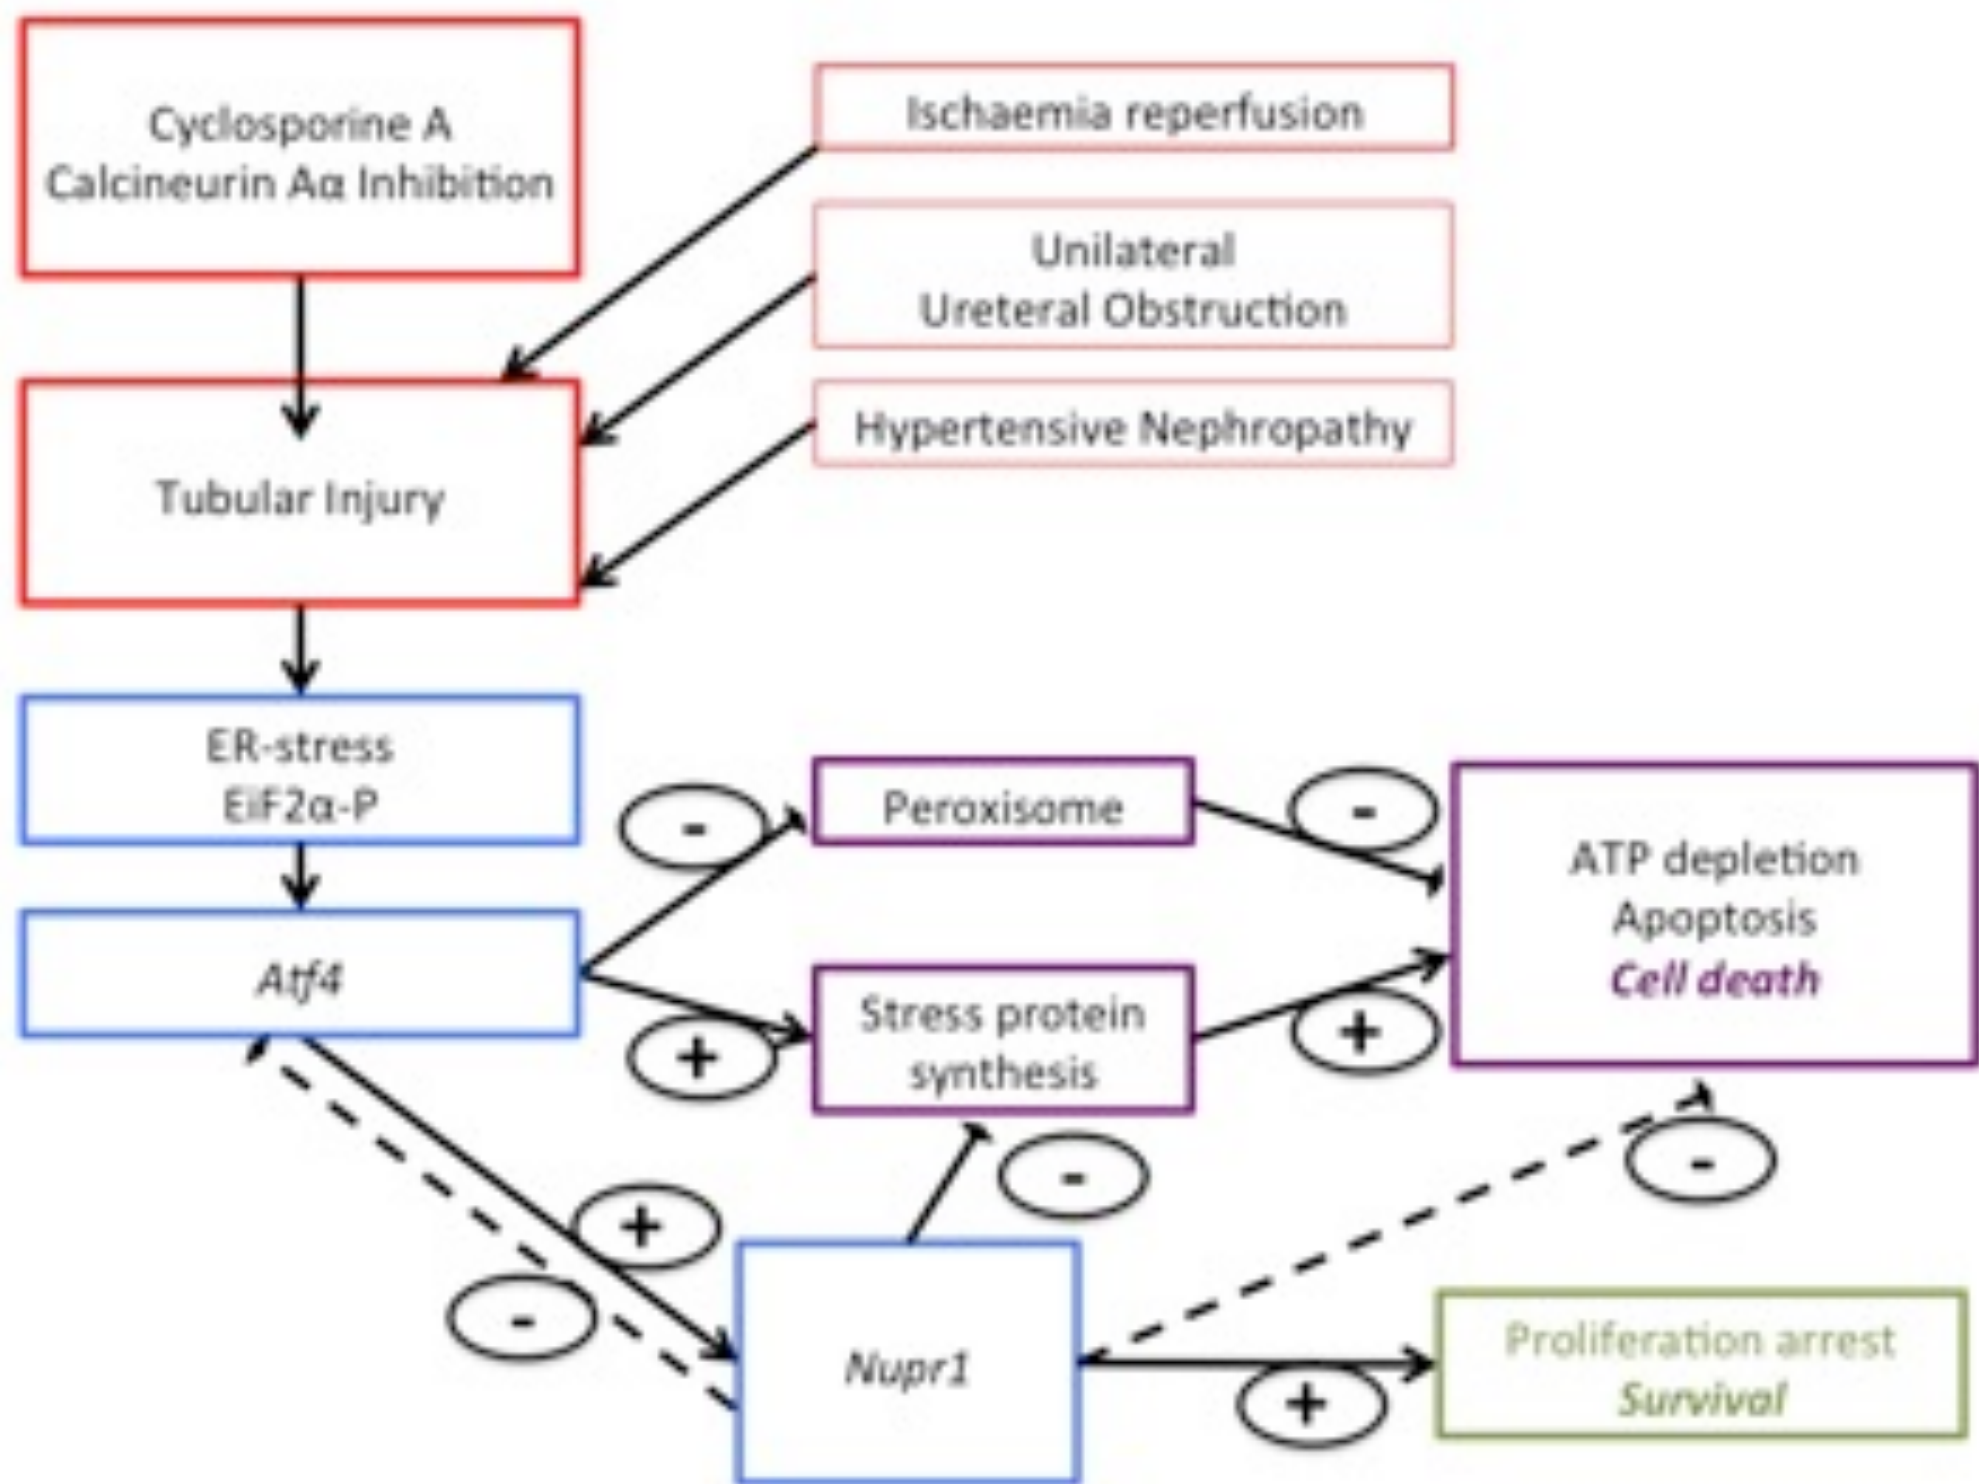 Cyclosporine A
Calcineurin Aα Inhibition
Ischaemia reperfusion
Unilateral
Ureteral Obstruction
Hypertensive Nephropathy
Tubular Injury
ER-stress
EiF2α-P
Atf4
-
Peroxisome
-
+
Stress protein
synthesis
+
ATP depletion
Apoptosis
Cell death
+
-
-
-
Nupr1
+
Proliferation arrest
Survival